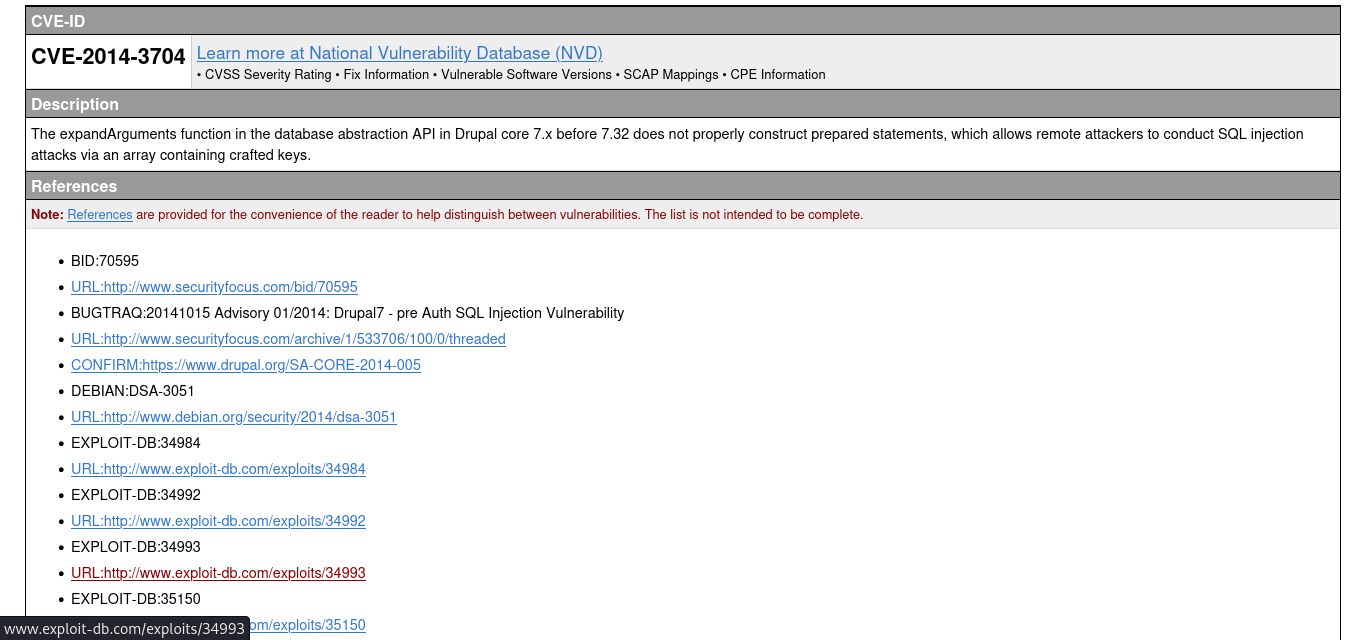 CVE-ID
CVE-2014-3704
Learn more at National Vulnerability Database (NVD)
• CVSS Severity Rating • Fix Information • Vulnerable Software Versions • SCAP Mappings • CPE Information
Description
The expandArguments function in the database abstraction API in Drupal core 7.x before 7.32 does not properly construct prepared statements, which allows remote attackers to conduct SQL injection
attacks via an array containing crafted keys.
References
Note: References are provided for the convenience of the reader to help distinguish between vulnerabilities. The list is not intended to be complete.
• BID:70595
• URL:http://www.securityfocus.com/bid/70595
• BUGTRAQ:20141015 Advisory 01/2014: Drupal7 - pre Auth SQL Injection Vulnerability
• URL:http://www.securityfocus.com/archive/1/533706/100/0/threaded
• CONFIRM:https://www.drupal.org/SA-CORE-2014-005
• DEBIAN:DSA-3051
• URL:http://www.debian.org/security/2014/dsa-3051
• EXPLOIT-DB:34984
• URL:http://www.exploit-db.com/exploits/34984
• EXPLOIT-DB:34992
• URL:http://www.exploit-db.com/exploits/34992
• EXPLOIT-DB:34993
• URL:http://www.exploit-db.com/exploits/34993
• EXPLOIT-DB:35150
om/exploits/35150
www.exploit-db.com/exploits/34993